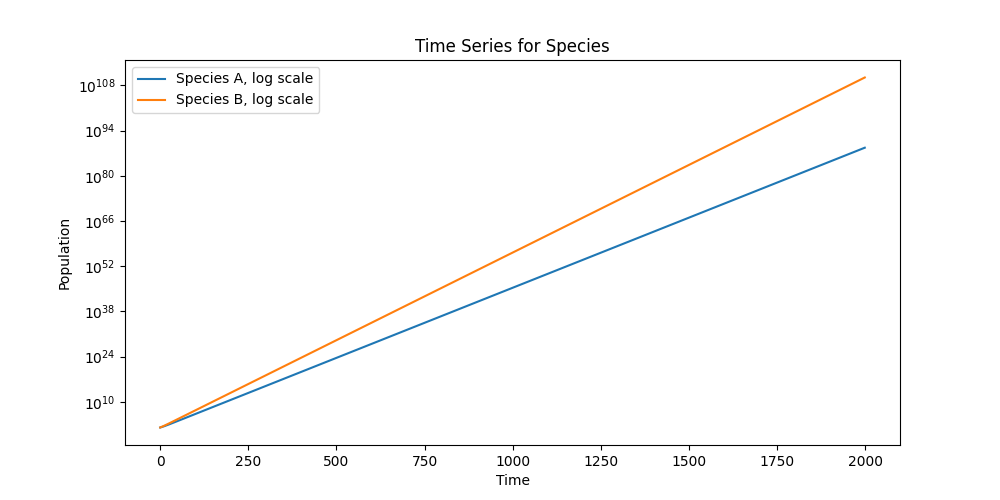 Time Series for Species
Species A, log scale
Species B, log scale
Population
10^108
10^94
10^80
10^66
10^52
10^38
10^24
10^10
0 250 500 750 1000 1250 1500 1750 2000
Time